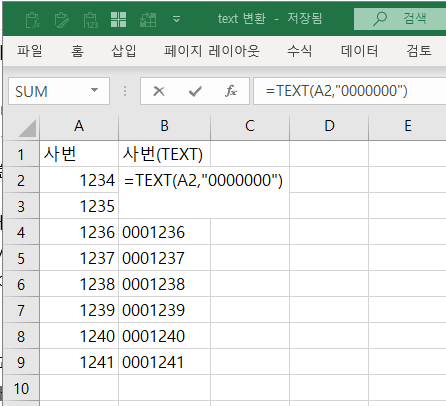 text 변환 - 저장됨 검색
파일 홈 삽입 페이지 레이아웃 수식 데이터 검토
SUM =TEXT(A2,"0000000")
A B C D E
1 사번 사번(TEXT)
2 1234 =TEXT(A2,"0000000")
3 1235
4 1236 0001236
5 1237 0001237
6 1238 0001238
7 1239 0001239
8 1240 0001240
9 1241 0001241
10